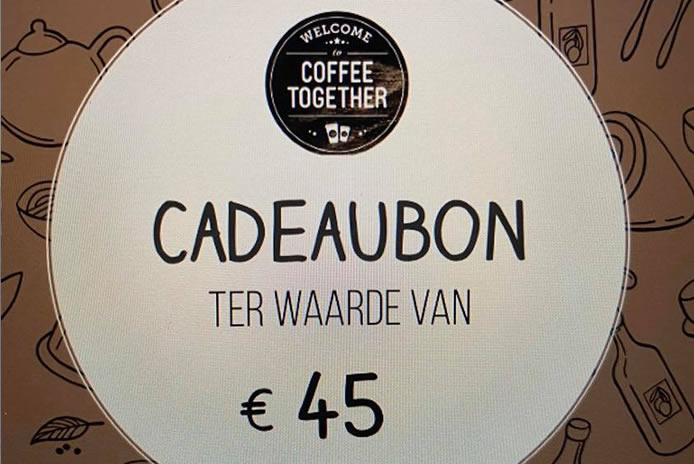 WELCOME
to
COFFEE
TOGETHER
CADEAUBON
TER WAARDE VAN
€ 45